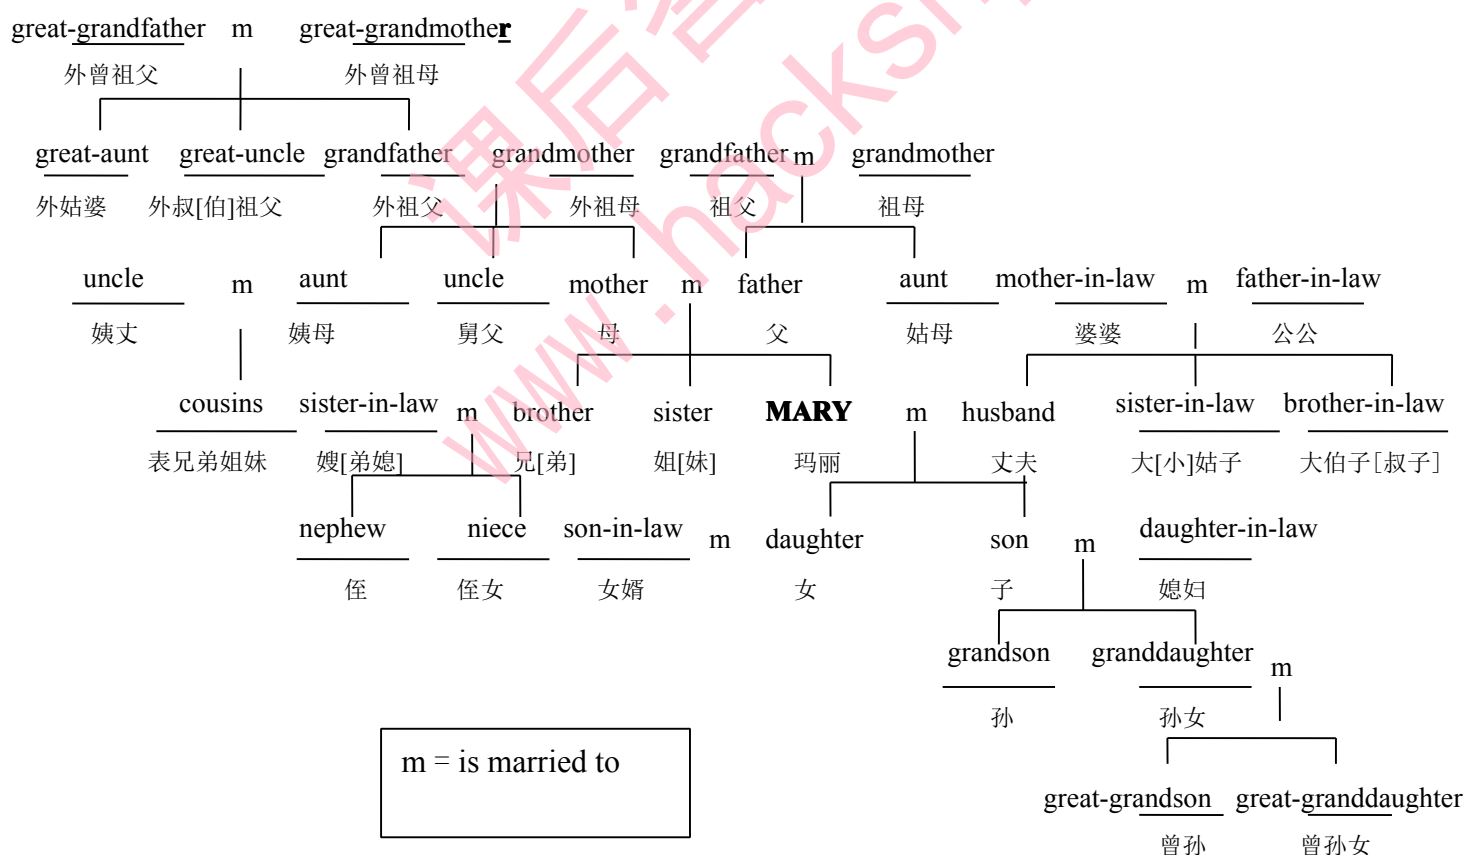 great-grandfather m great-grandmother
外曾祖父 外曾祖母
great-aunt great-uncle grandfather grandmother grandfather m grandmother
外姑婆 外叔[伯]祖父 外祖父 外祖母 祖父 祖母
uncle m aunt uncle mother m father aunt mother-in-law m father-in-law
姨丈 姨母 舅父 母 父 姑母 婆婆 公公
cousins sister-in-law m brother sister MARY m husband sister-in-law brother-in-law
表兄弟姐妹 嫂[弟媳] 兄[弟] 姐[妹] 玛丽 丈夫 大[小]姑子 大伯子［叔子］
nephew niece son-in-law m daughter son m daughter-in-law
侄 侄女 女婿 女 子 媳妇
grandson granddaughter m
孙 孙女
m = is married to
great-grandson great-granddaughter
曾孙 曾孙女